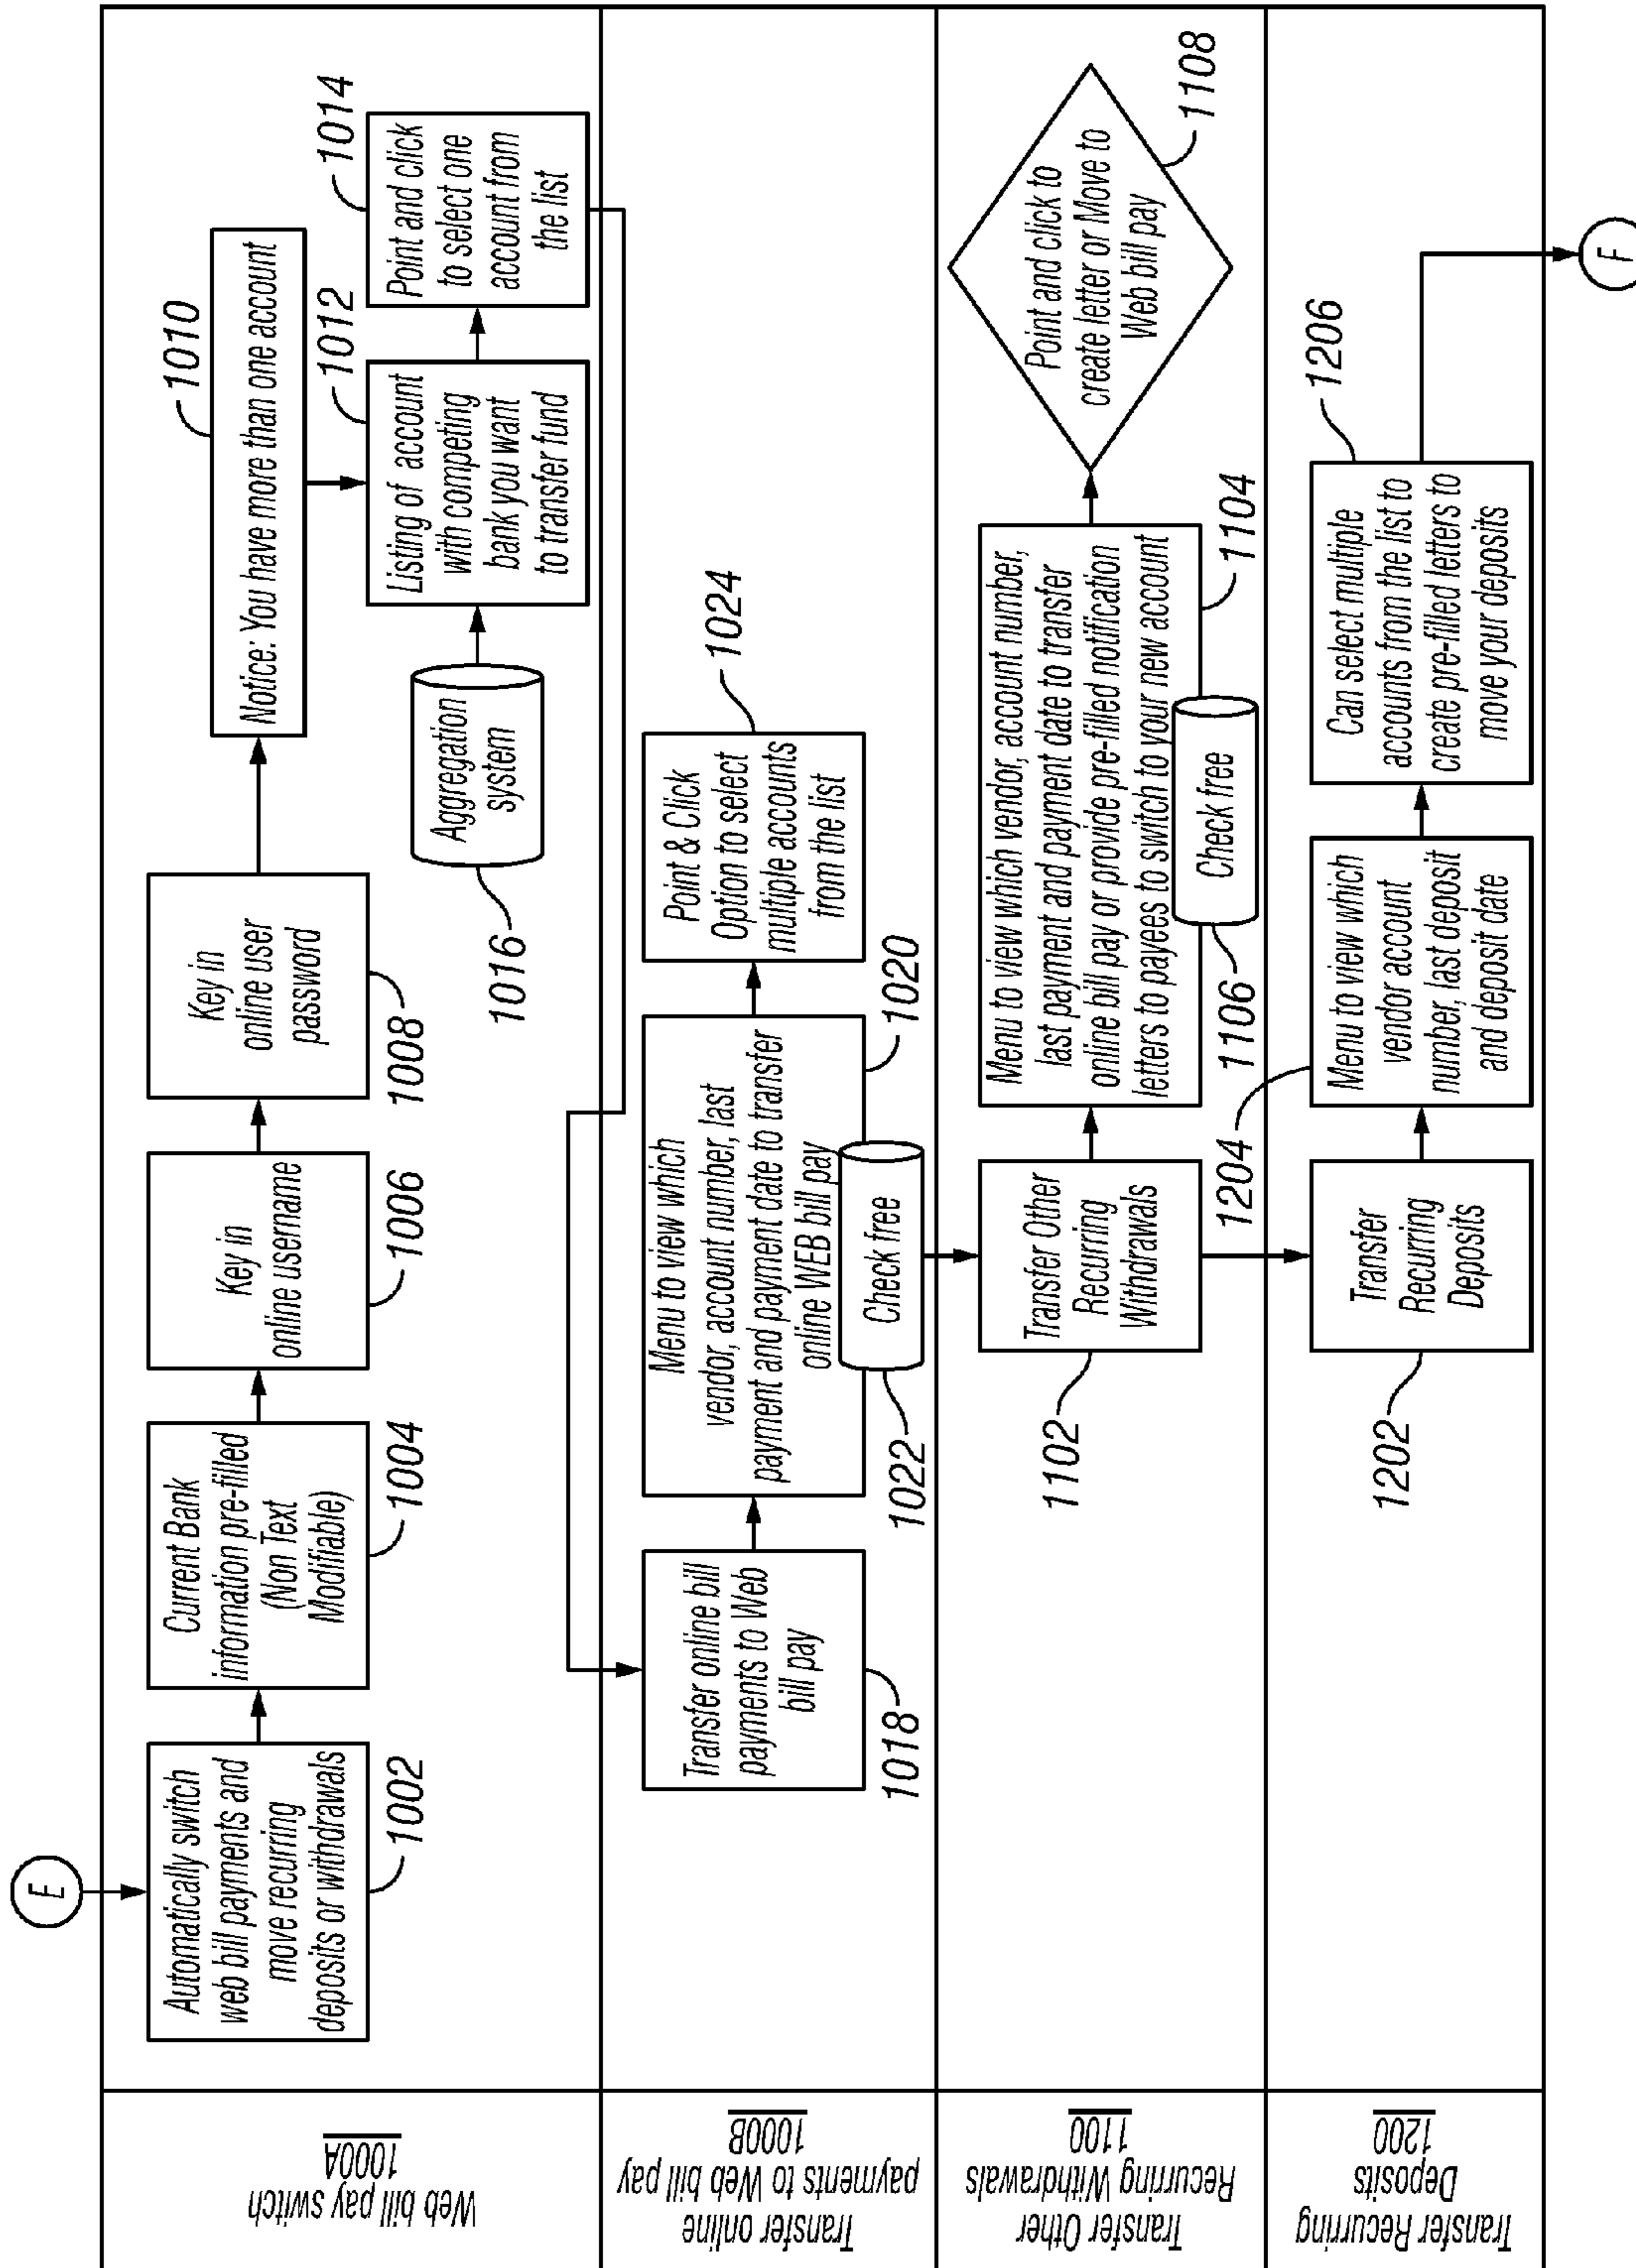 E
Web bill pay switch
1000A
Automatically switch
web bill payments and
move recurring
deposits or withdrawals
1002
Current Bank
information pre-filled
(Non Text
Modifiable)
1004
Key in
online username
1006
Key in
online user
password
1008
Notice: You have more than one account
1010
Listing of account
with competing
bank you want
to transfer fund
1012
Point and click
to select one
account from
the list
1014
Aggregation
system
1016
Transfer online
payments to Web bill pay
1000B
Transfer online bill
payments to Web
bill pay
1018
Menu to view which
vendor, account number, last
payment and payment date to transfer
online WEB bill pay
1020
Check free
1022
Point & Click
Option to select
multiple accounts
from the list
1024
Transfer Other
Recurring Withdrawals
1100
Transfer Other
Recurring
Withdrawals
1102
Menu to view which vendor, account number,
last payment and payment date to transfer
online bill pay or provide pre-filled notification
letters to payees to switch to your new account
1104
Check free
1106
Point and click to
create letter or Move to
Web bill pay
1108
Transfer Recurring
Deposits
1200
Transfer
Recurring
Deposits
1202
Menu to view which
vendor account
number, last deposit
and deposit date
1204
Can select multiple
accounts from the list to
create pre-filled letters to
move your deposits
1206
F